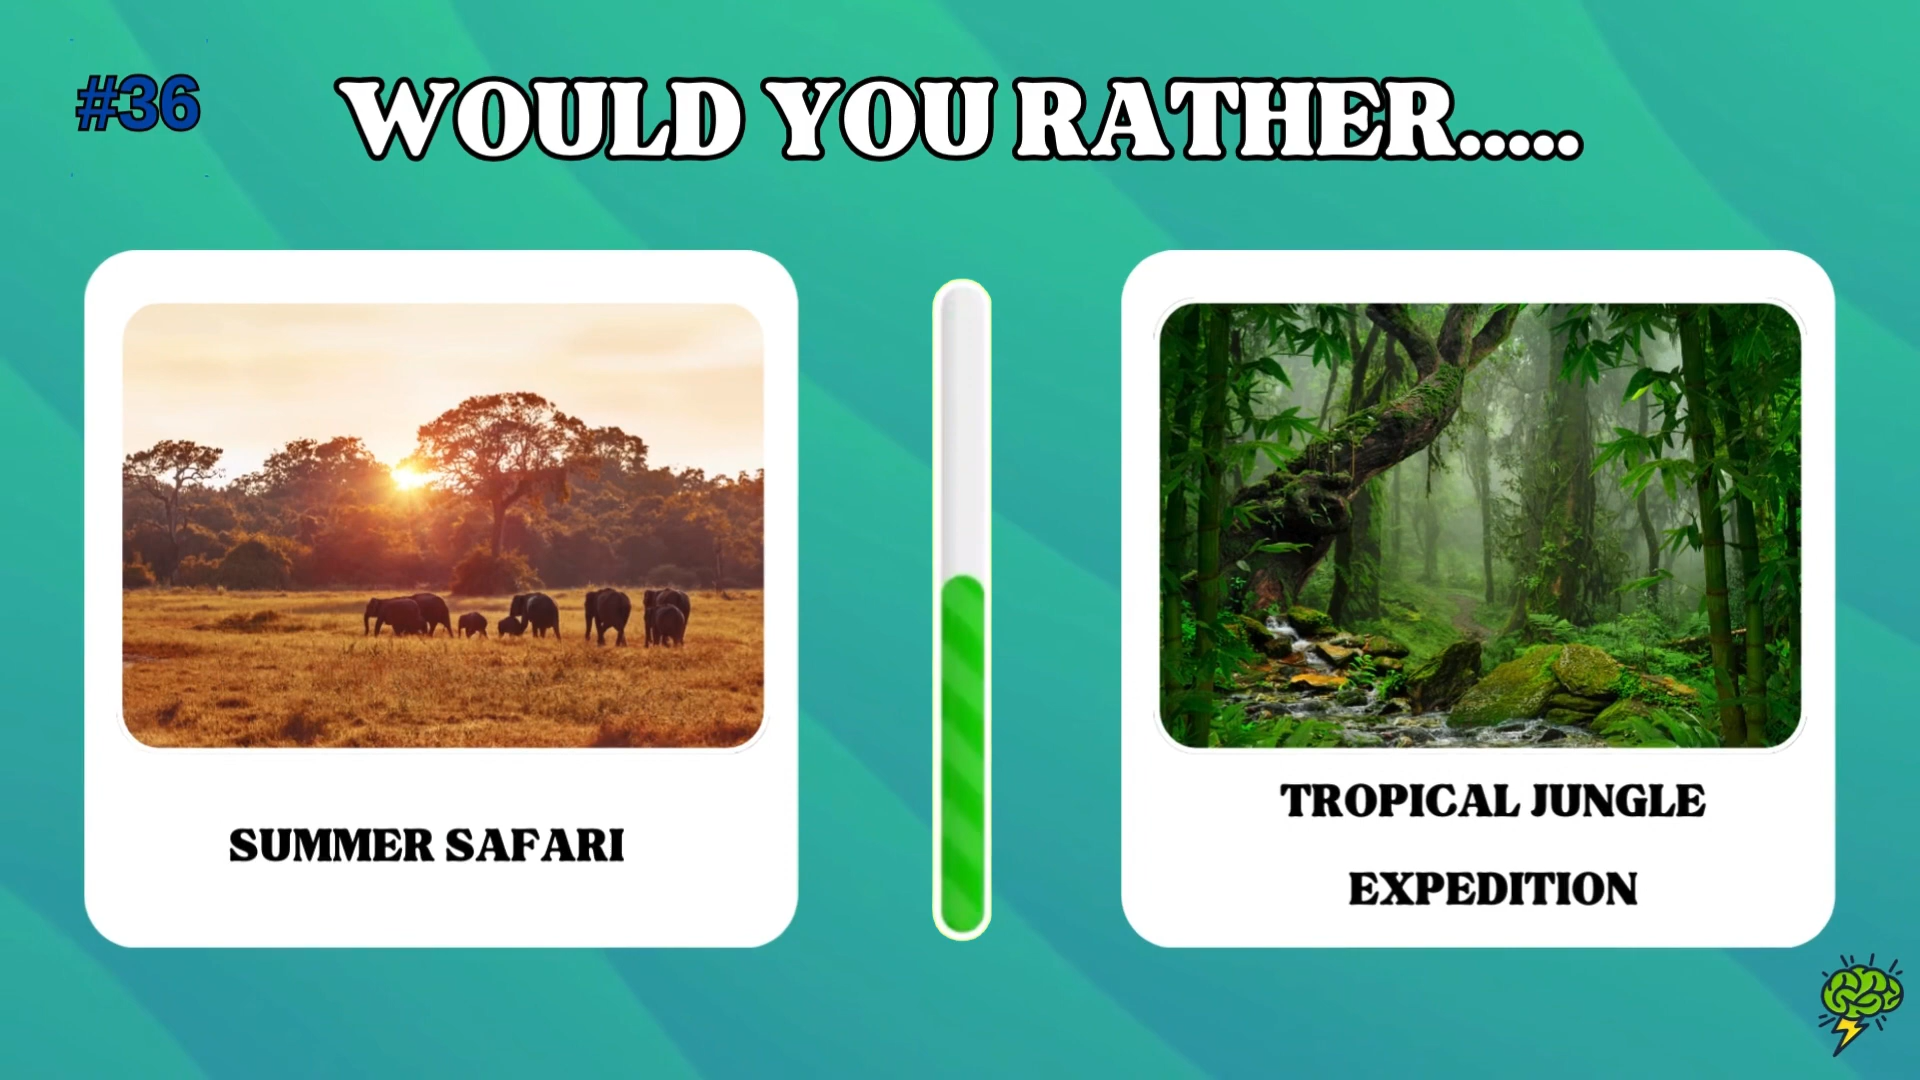 #36
WOULD YOU RATHER.....
SUMMER SAFARI
TROPICAL JUNGLE
EXPEDITION